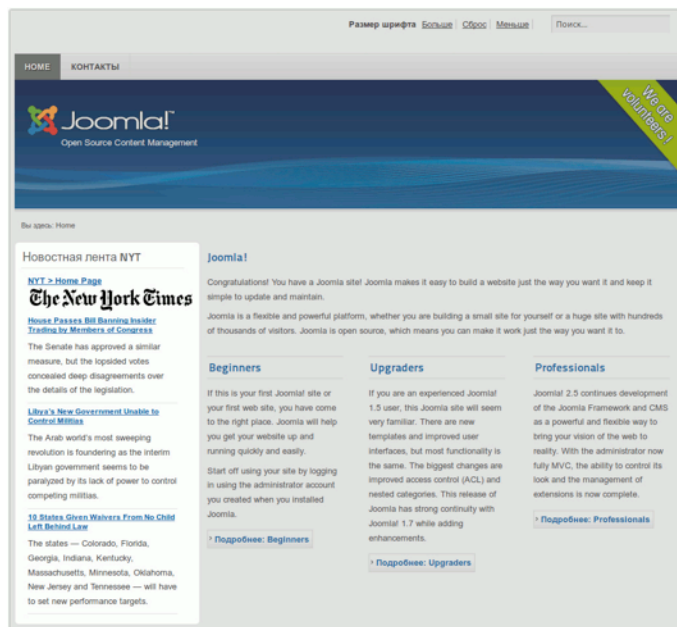 Размер шрифта Больше Сброс Меньше Поиск...
HOME КОНТАКТЫ
Joomla!™
Open Source Content Management
We are
volunteers!
Вы здесь: Home
Новостная лента NYT
NYT > Home Page
The New York Times
House Passes Bill Banning Insider
Trading by Members of Congress
The Senate has approved a similar
measure, but the lopsided votes
concealed deep disagreements over
the details of the legislation.
Libya's New Government Unable to
Control Militias
The Arab world's most sweeping
revolution is foundering as the interim
Libyan government seems to be
paralyzed by its lack of power to control
competing militias.
10 States Given Waivers From No Child
Left Behind Law
The states — Colorado, Florida,
Georgia, Indiana, Kentucky,
Massachusetts, Minnesota, Oklahoma,
New Jersey and Tennessee — will have
to set new performance targets.
Joomla!
Congratulations! You have a Joomla site! Joomla makes it easy to build a website just the way you want it and keep it
simple to update and maintain.
Joomla is a flexible and powerful platform, whether you are building a small site for yourself or a huge site with hundreds
of thousands of visitors. Joomla is open source, which means you can make it work just the way you want it to.
Beginners
If this is your first Joomla! site or
your first web site, you have come
to the right place. Joomla will help
you get your website up and
running quickly and easily.
Start off using your site by logging
in using the administrator account
you created when you installed
Joomla.
Подробнее: Beginners
Upgraders
If you are an experienced Joomla!
1.5 user, this Joomla site will seem
very familiar. There are new
templates and improved user
interfaces, but most functionality is
the same. The biggest changes are
improved access control (ACL) and
nested categories. This release of
Joomla has strong continuity with
Joomla! 1.7 while adding
enhancements.
Подробнее: Upgraders
Professionals
Joomla! 2.5 continues development
of the Joomla Framework and CMS
as a powerful and flexible way to
bring your vision of the web to
reality. With the administrator now
fully MVC, the ability to control its
look and the management of
extensions is now complete.
Подробнее: Professionals